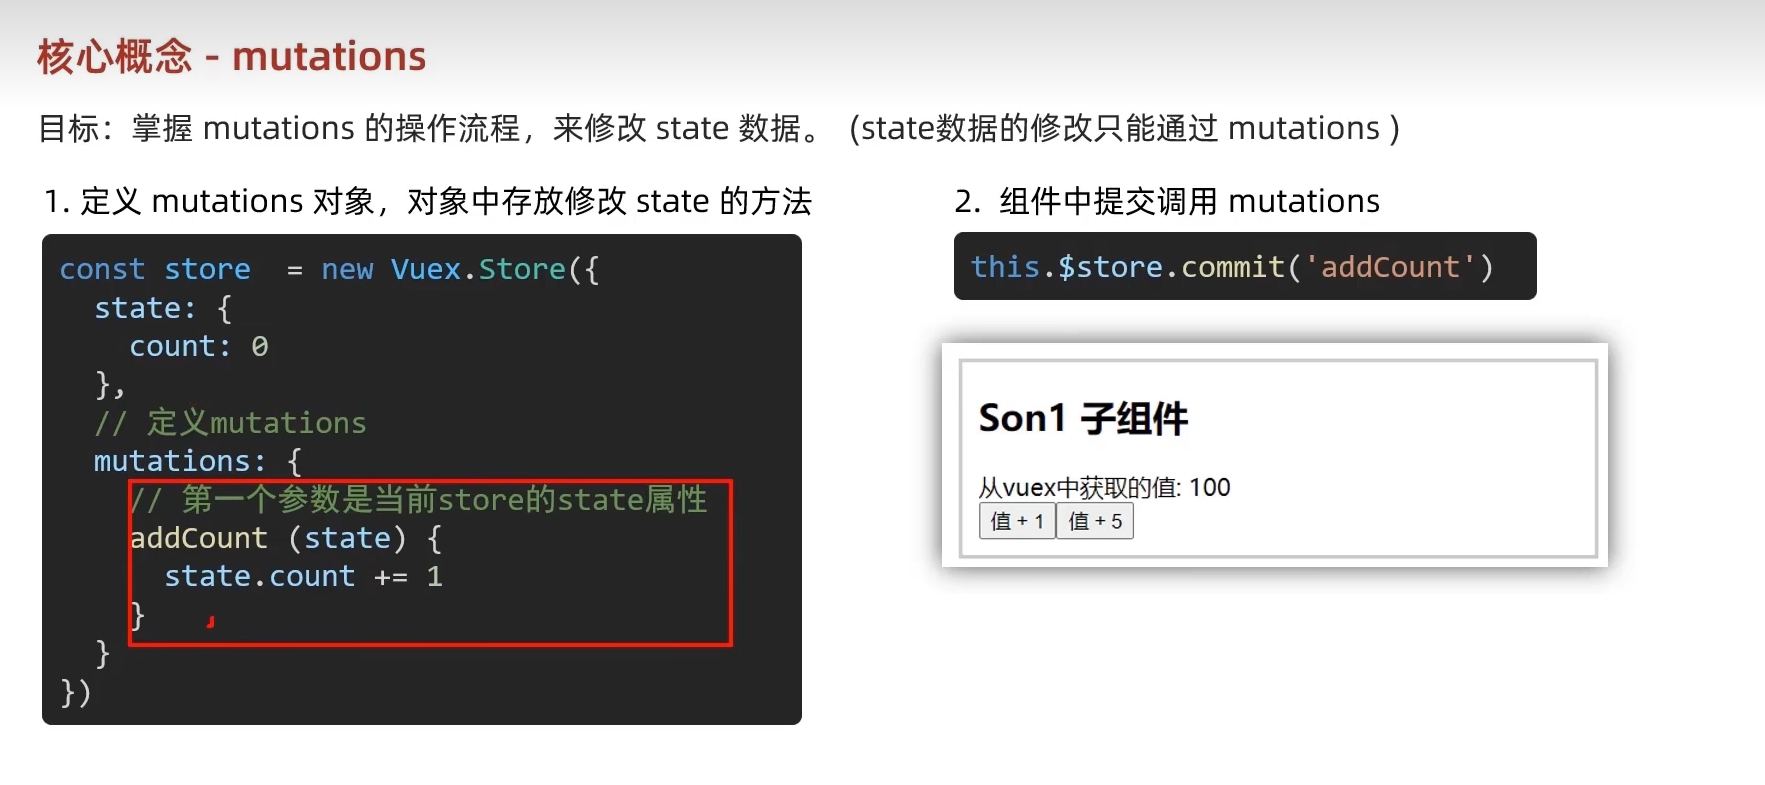 核心概念 - mutations
目标：掌握 mutations 的操作流程，来修改 state 数据。 (state数据的修改只能通过 mutations )
1. 定义 mutations 对象，对象中存放修改 state 的方法
const store  = new Vuex.Store({
  state: {
    count: 0
  },
  // 定义mutations
  mutations: {
    // 第一个参数是当前store的state属性
    addCount (state) {
      state.count += 1
    }
  }
})
2. 组件中提交调用 mutations
this.$store.commit('addCount')
Son1 子组件
从vuex中获取的值: 100
值 + 1 值 + 5